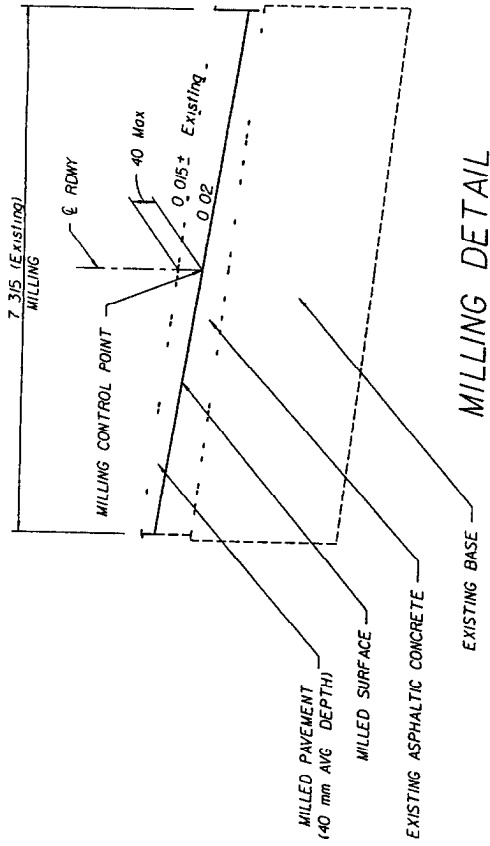 7 315 (Existing)
MILLING
℄ RDWY
40 Max
0 015± Existing
0 02
MILLING CONTROL POINT
MILLED PAVEMENT
(40 mm AVG DEPTH)
MILLED SURFACE
EXISTING ASPHALTIC CONCRETE
EXISTING BASE
MILLING DETAIL